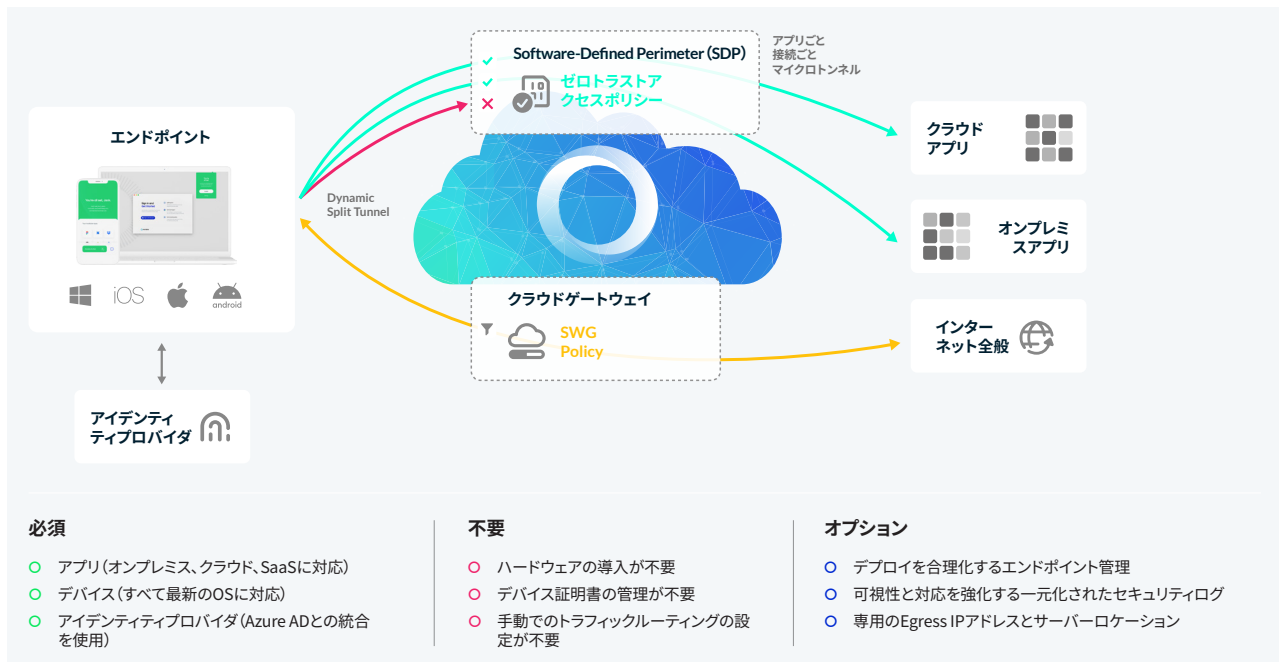 Software-Defined Perimeter（SDP）
ゼロトラストア
クセスポリシー
アプリごと
接続ごと
マイクロトンネル
エンドポイント
iOS
android
Dynamic
Split Tunnel
クラウド
アプリ
オンプレミ
スアプリ
クラウドゲートウェイ
SWG
Policy
インター
ネット全般
アイデンティ
ティプロバイダ
必須
アプリ（オンプレミス、クラウド、SaaSに対応）
デバイス（すべて最新のOSに対応）
アイデンティティプロバイダ（Azure ADとの統合
を使用）
不要
ハードウェアの導入が不要
デバイス証明書の管理が不要
手動でのトラフィックルーティングの設
定が不要
オプション
デプロイを合理化するエンドポイント管理
可視性と対応を強化する一元化されたセキュリティログ
専用のEgress IPアドレスとサーバーロケーション